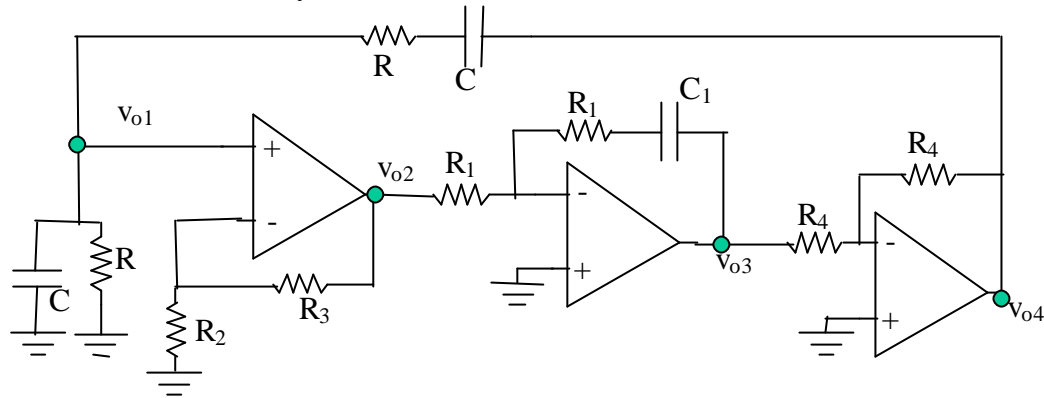 R
C
C₁
R₁
vₒ₁
R₄
+
vₒ₂
R₁
-
-
R₄
-
R
+
vₒ₃
C
R₃
R₂
+
vₒ₄